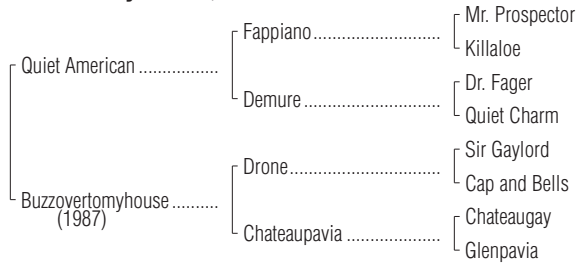 Mr. Prospector
Fappiano
Killaloe
Quiet American
Dr. Fager
Demure
Quiet Charm
Sir Gaylord
Drone
Cap and Bells
Buzzovertomyhouse
(1987)
Chateaugay
Chateaupavia
Glenpavia